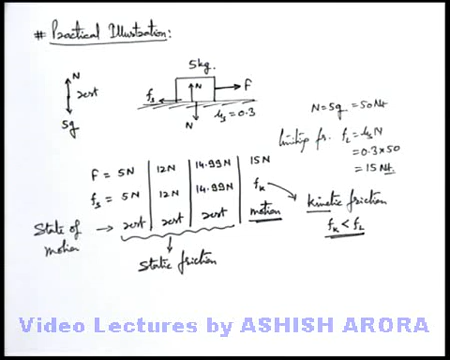 # Practical Illustration:
5kg.
N
rest
5g
fs
N
F
μs = 0.3
N
N = 5g = 50 Nt
limiting fr. fL = μsN
= 0.3 × 50
= 15 Nt.
F = 5N | 12N | 14.99N | 15N
fs = 5N | 12N | 14.99N | fk
State of motion → rest | rest | rest | motion
kinetic friction
fk < fL
Static friction
Video Lectures by ASHISH ARORA